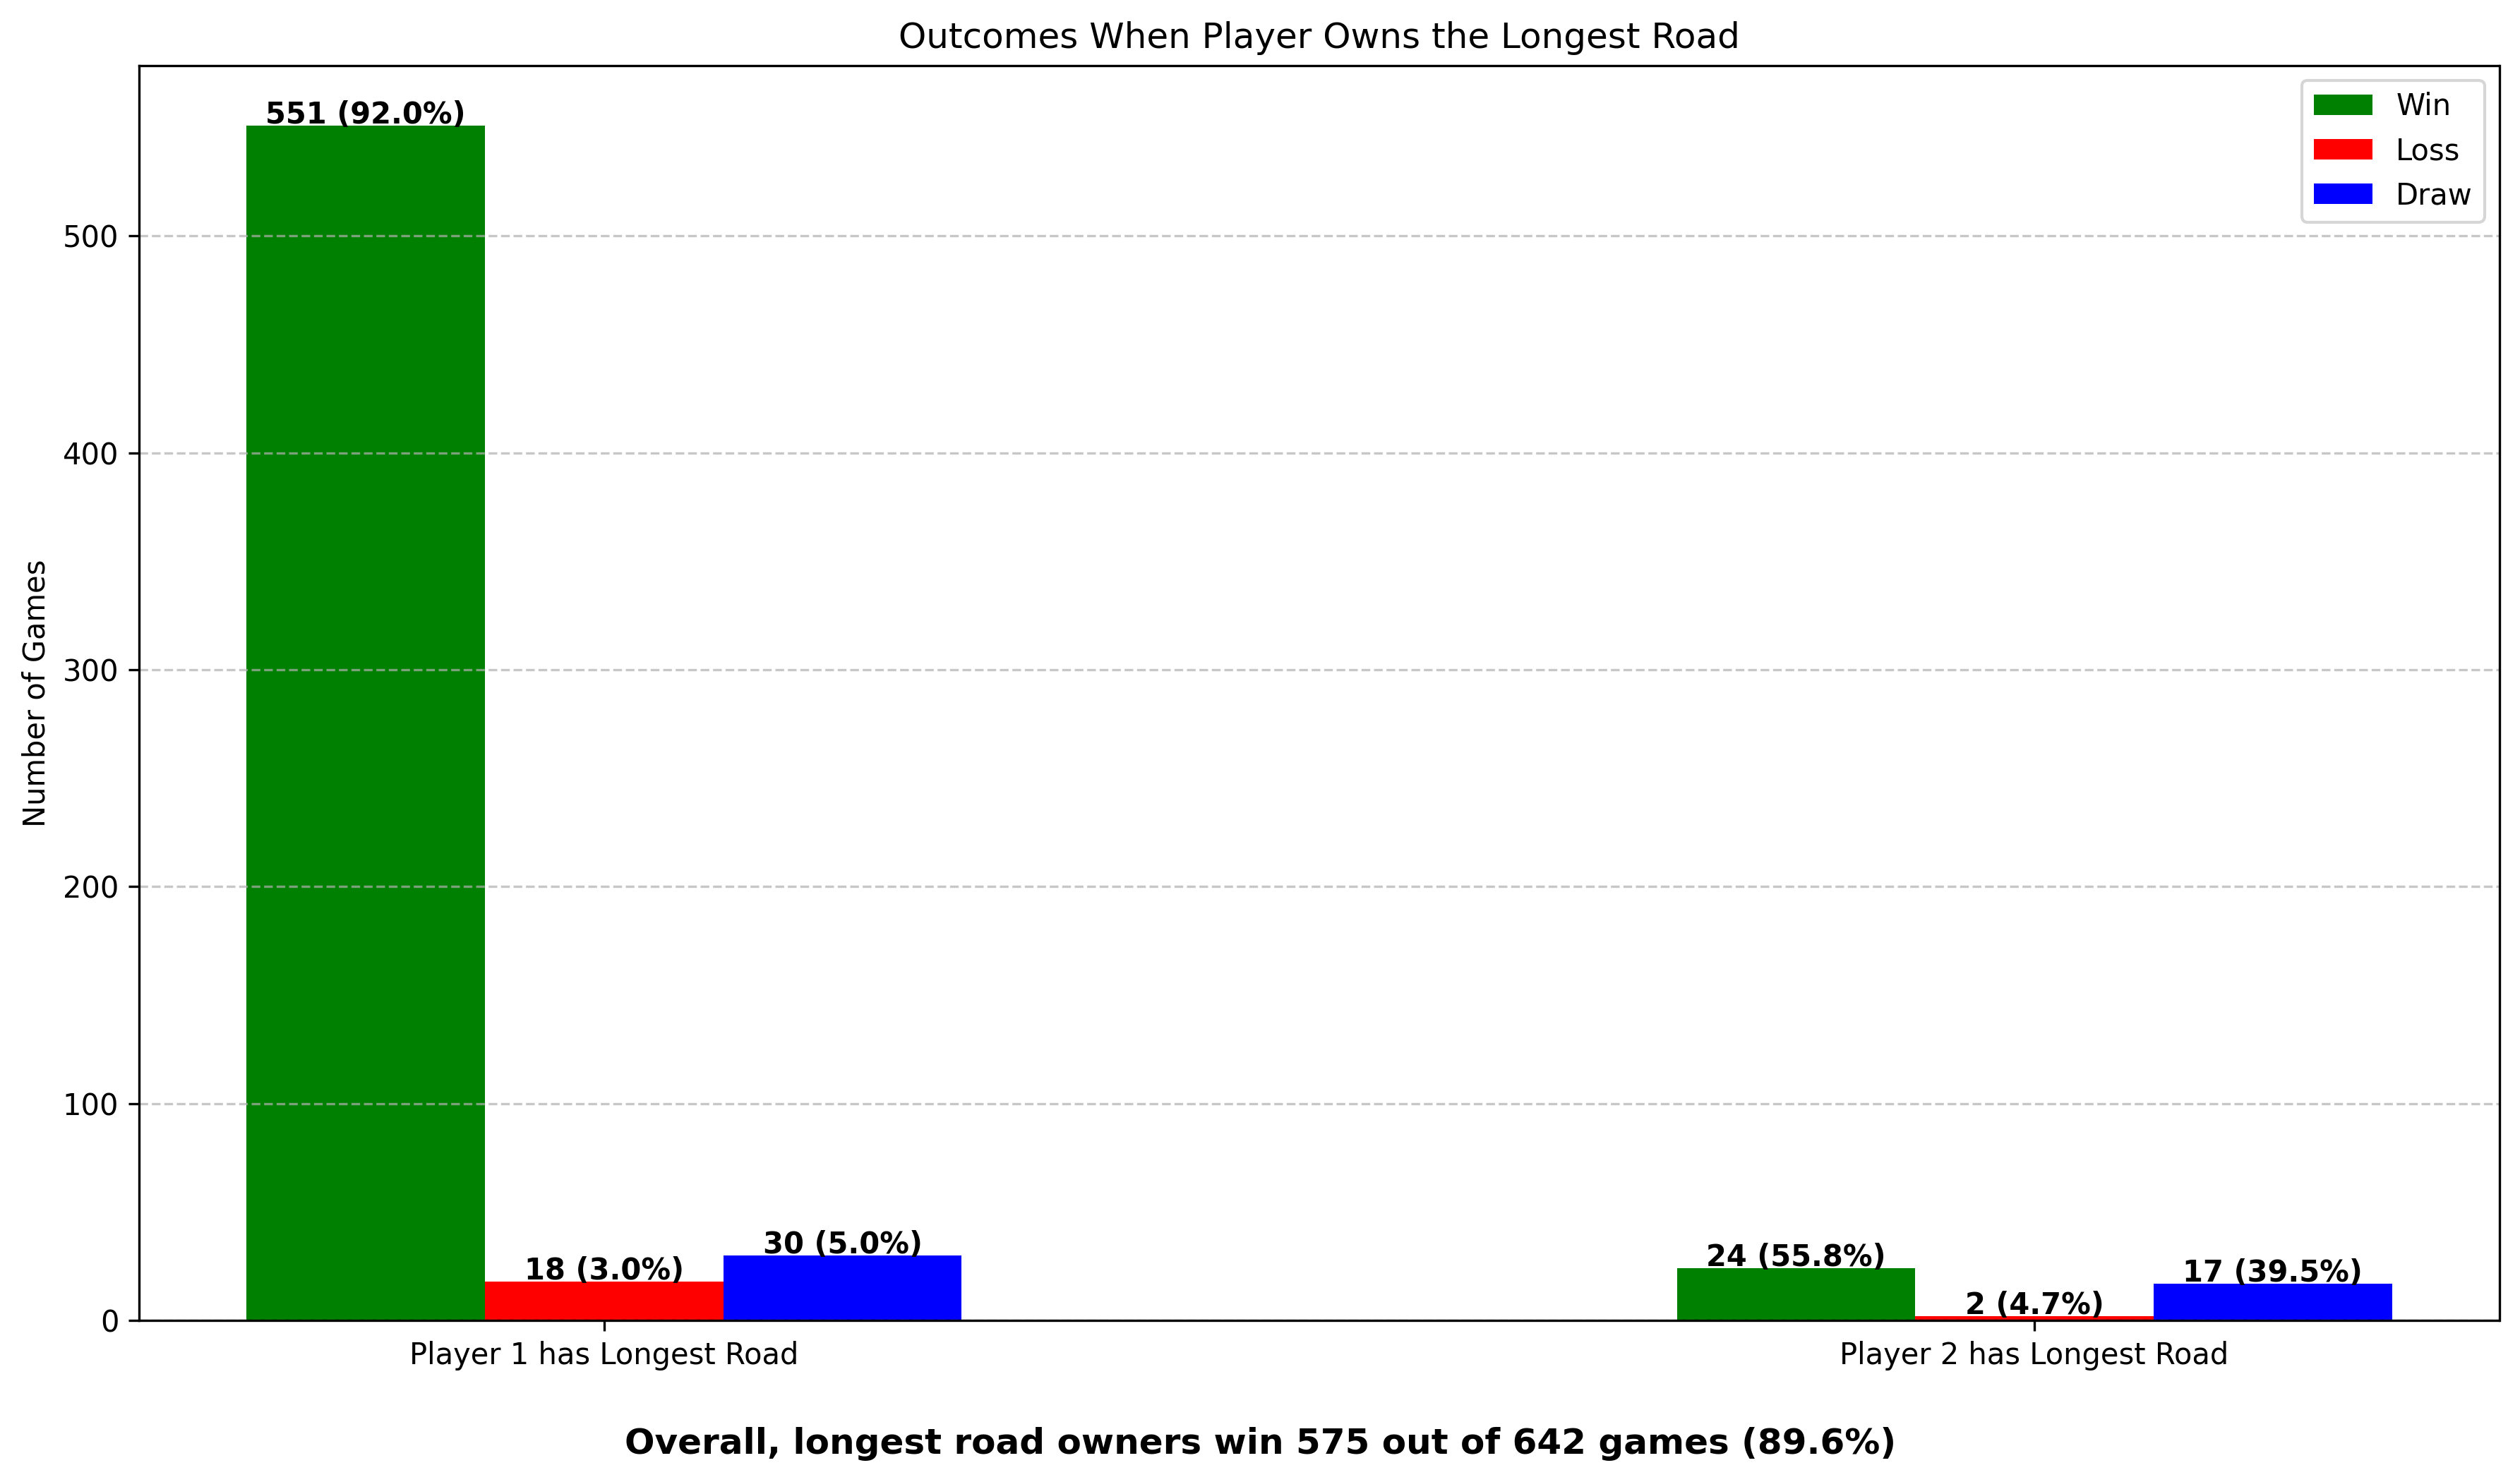 Outcomes When Player Owns the Longest Road
Win
Loss
Draw
Number of Games
500
400
300
200
100
0
551 (92.0%)
18 (3.0%)
30 (5.0%)
24 (55.8%)
2 (4.7%)
17 (39.5%)
Player 1 has Longest Road
Player 2 has Longest Road
Overall, longest road owners win 575 out of 642 games (89.6%)